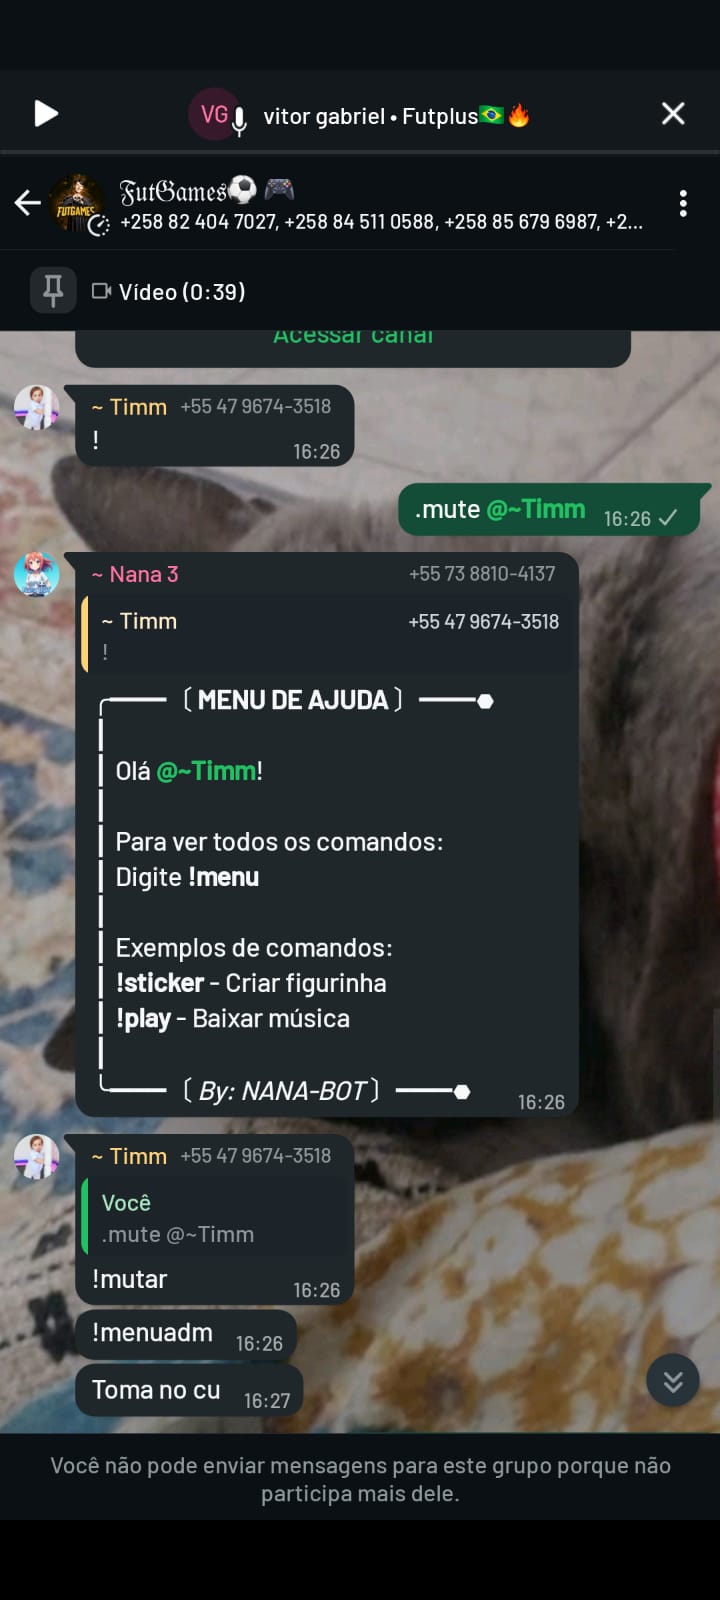 VG vitor gabriel • Futplus🇧🇷🔥
𝔉𝔲𝔱𝔊𝔞𝔪𝔢𝔰⚽ 🎮
FUTGAMES
+258 82 404 7027, +258 84 511 0588, +258 85 679 6987, +2...
Vídeo (0:39)
Acessar canal
~ Timm +55 47 9674-3518
!
16:26
.mute @~Timm 16:26
~ Nana 3 +55 73 8810-4137
~ Timm +55 47 9674-3518
!
〔 MENU DE AJUDA 〕
Olá @~Timm!
Para ver todos os comandos:
Digite !menu
Exemplos de comandos:
!sticker - Criar figurinha
!play - Baixar música
〔 By: NANA-BOT 〕
16:26
~ Timm +55 47 9674-3518
Você
.mute @~Timm
!mutar 16:26
!menuadm 16:26
Toma no cu 16:27
Você não pode enviar mensagens para este grupo porque não
participa mais dele.